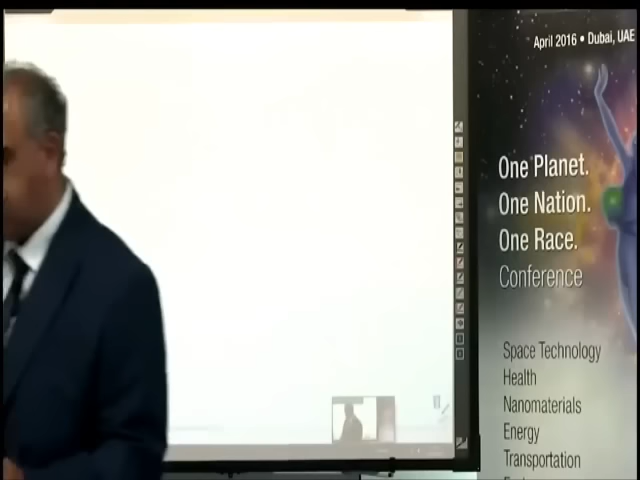 April 2016 • Dubai, UAE
One Planet.
One Nation.
One Race.
Conference
Space Technology
Health
Nanomaterials
Energy
Transportation